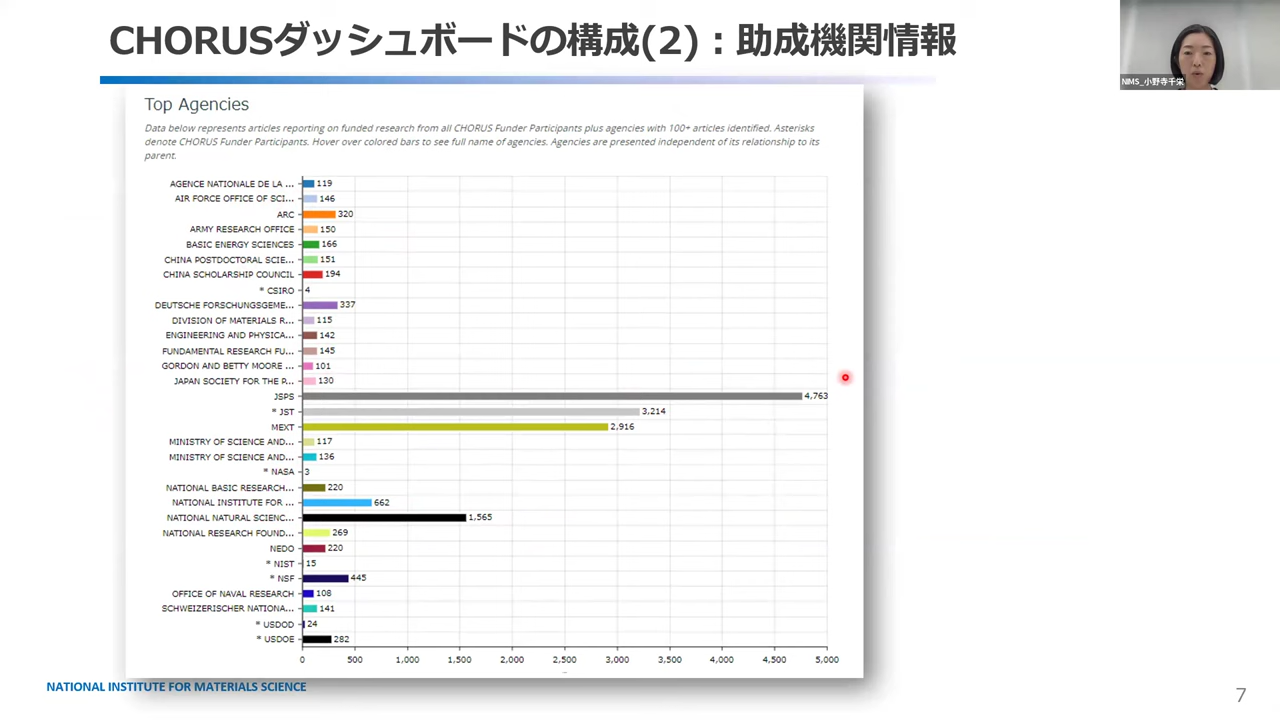 CHORUSダッシュボードの構成(2)：助成機関情報
NIMS_小野寺千栄
Top Agencies
Data below represents articles reporting on funded research from all CHORUS Funder Participants plus agencies with 100+ articles identified. Asterisks
denote CHORUS Funder Participants. Hover over colored bars to see full name of agencies. Agencies are presented independent of its relationship to its
parent.
AGENCE NATIONALE DE LA ... 119
AIR FORCE OFFICE OF SCI... 146
ARC 320
ARMY RESEARCH OFFICE 150
BASIC ENERGY SCIENCES 166
CHINA POSTDOCTORAL SCIE... 151
CHINA SCHOLARSHIP COUNCIL 194
* CSIRO 4
DEUTSCHE FORSCHUNGSGEME... 337
DIVISION OF MATERIALS R... 115
ENGINEERING AND PHYSICA... 142
FUNDAMENTAL RESEARCH FU... 145
GORDON AND BETTY MOORE ... 101
JAPAN SOCIETY FOR THE P... 130
JSPS 4,763
* JST 3,214
MEXT 2,916
MINISTRY OF SCIENCE AND... 117
MINISTRY OF SCIENCE AND... 136
* NASA 3
NATIONAL BASIC RESEARCH... 220
NATIONAL INSTITUTE FOR ... 662
NATIONAL NATURAL SCIENC... 1,565
NATIONAL RESEARCH FOUND... 269
NEDO 220
* NIST 15
* NSF 445
OFFICE OF NAVAL RESEARCH 108
SCHWEIZERISCHER NATIONA... 141
* USDOD 24
* USDOE 282
0 500 1,000 1,500 2,000 2,500 3,000 3,500 4,000 4,500 5,000
NATIONAL INSTITUTE FOR MATERIALS SCIENCE
7